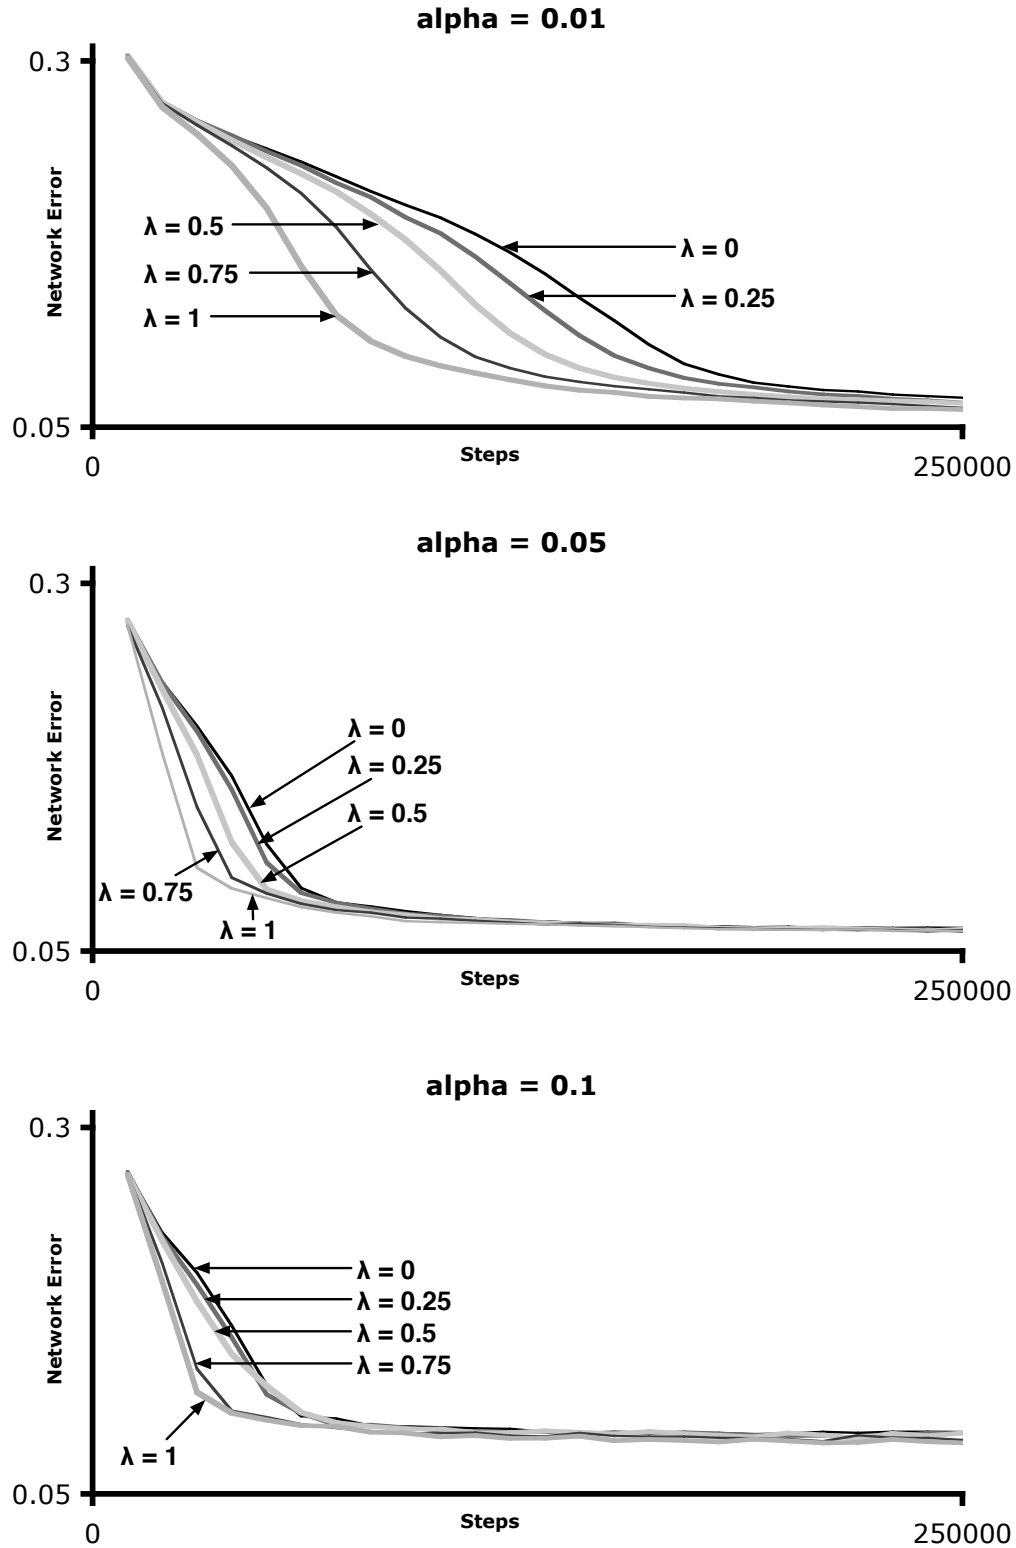 alpha = 0.01
0.3
Network Error
λ = 0.5
λ = 0
λ = 0.75
λ = 0.25
λ = 1
0.05
Steps
0
250000
alpha = 0.05
0.3
Network Error
λ = 0
λ = 0.25
λ = 0.5
λ = 0.75
λ = 1
0.05
Steps
0
250000
alpha = 0.1
0.3
Network Error
λ = 0
λ = 0.25
λ = 0.5
λ = 0.75
λ = 1
0.05
Steps
0
250000